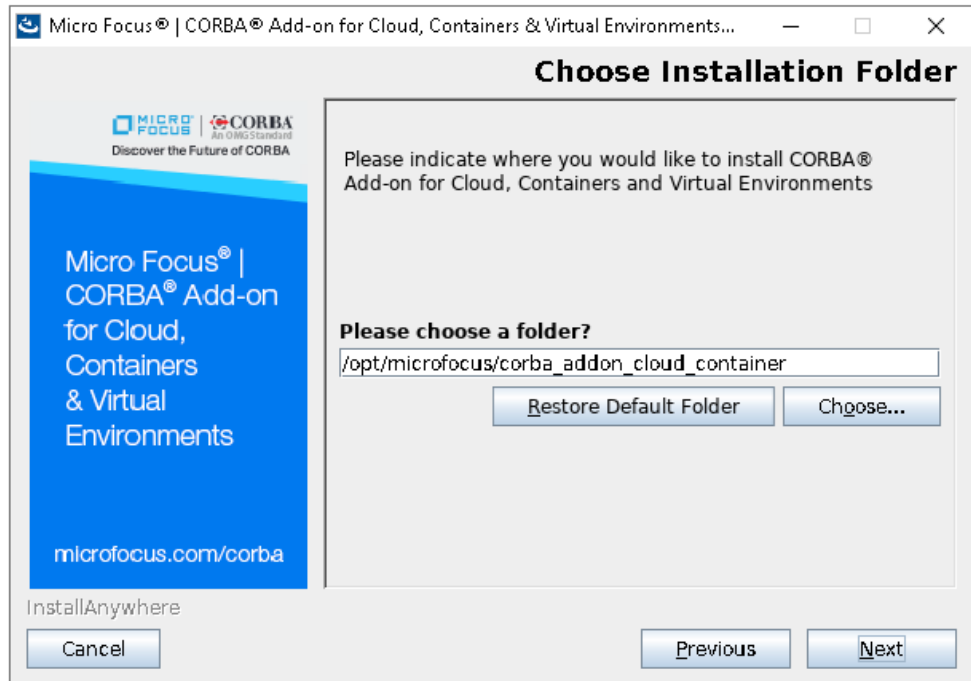 Micro Focus® | CORBA® Add-on for Cloud, Containers & Virtual Environments...
Choose Installation Folder
MICRO FOCUS | CORBA
An OMG Standard
Discover the Future of CORBA
Micro Focus® |
CORBA® Add-on
for Cloud,
Containers
& Virtual
Environments
microfocus.com/corba
Please indicate where you would like to install CORBA®
Add-on for Cloud, Containers and Virtual Environments
Please choose a folder?
/opt/microfocus/corba_addon_cloud_container
Restore Default Folder
Choose...
InstallAnywhere
Cancel
Previous
Next